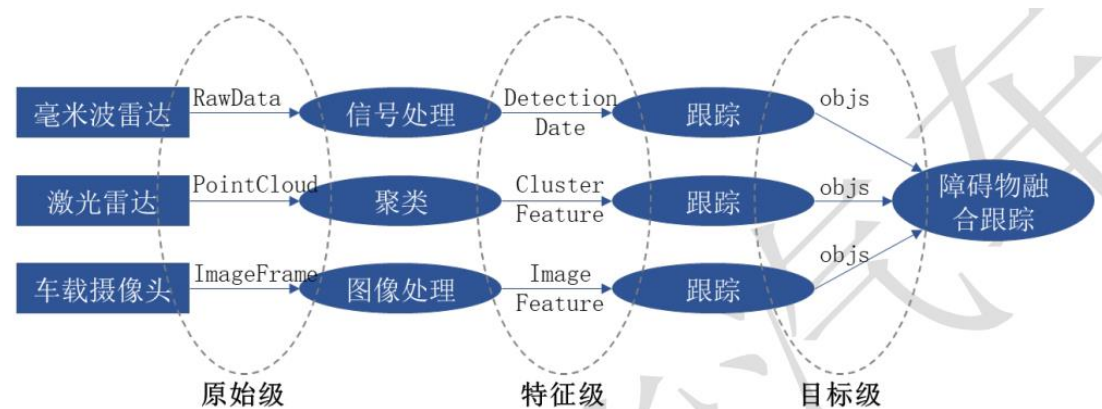 毫米波雷达
RawData
信号处理
Detection
Date
跟踪
objs
激光雷达
PointCloud
聚类
Cluster
Feature
跟踪
objs
障碍物融
合跟踪
车载摄像头
ImageFrame
图像处理
Image
Feature
跟踪
objs
原始级
特征级
目标级